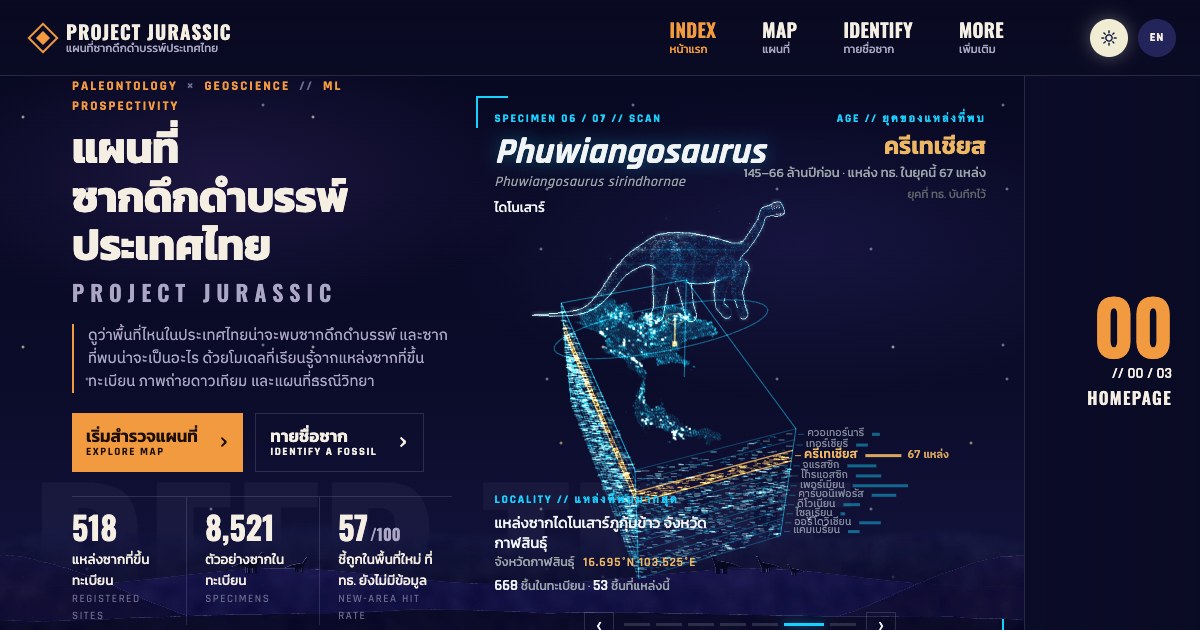 PROJECT JURASSIC
แผนที่ซากดึกดำบรรพ์ประเทศไทย
INDEX
หน้าแรก
MAP
แผนที่
IDENTIFY
ทายชื่อซาก
MORE
เพิ่มเติม
EN
PALEONTOLOGY × GEOSCIENCE // ML
PROSPECTIVITY
แผนที่
ซากดึกดำบรรพ์
ประเทศไทย
PROJECT JURASSIC
ดูว่าพื้นที่ไหนในประเทศไทยน่าจะพบซากดึกดำบรรพ์ และซาก
ที่พบน่าจะเป็นอะไร ด้วยโมเดลที่เรียนรู้จากแหล่งซากที่ขึ้น
ทะเบียน ภาพถ่ายดาวเทียม และแผนที่ธรณีวิทยา
เริ่มสำรวจแผนที่
EXPLORE MAP
ทายชื่อซาก
IDENTIFY A FOSSIL
518
แหล่งซากที่ขึ้น
ทะเบียน
REGISTERED
SITES
8,521
ตัวอย่างซากใน
ทะเบียน
SPECIMENS
57/100
ชี้ถูกในพื้นที่ใหม่ ที่
ทธ. ยังไม่มีข้อมูล
NEW-AREA HIT
RATE
SPECIMEN 06 / 07 // SCAN
Phuwiangosaurus
Phuwiangosaurus sirindhornae
ไดโนเสาร์
AGE // ยุคของแหล่งที่พบ
ครีเทเชียส
145–66 ล้านปีก่อน · แหล่ง ทธ. ในยุคนี้ 67 แหล่ง
ยุคที่ ทธ. บันทึกไว้
ควอเทอร์นารี
เทอร์เชียรี
ครีเทเชียส 67 แหล่ง
จูแรสซิก
ไทรแอสซิก
เพอร์เมียน
คาร์บอนิเฟอรัส
ดีโวเนียน
ไซลูเรียน
ออร์โดวิเชียน
แคมเบรียน
LOCALITY // แหล่งที่พบมากสุด
แหล่งซากไดโนเสาร์ภูกุ้มข้าว จังหวัด
กาฬสินธุ์
จังหวัดกาฬสินธุ์ 16.695°N 103.525°E
668 ชิ้นในทะเบียน · 53 ชิ้นที่แหล่งนี้
00
// 00 / 03
HOMEPAGE